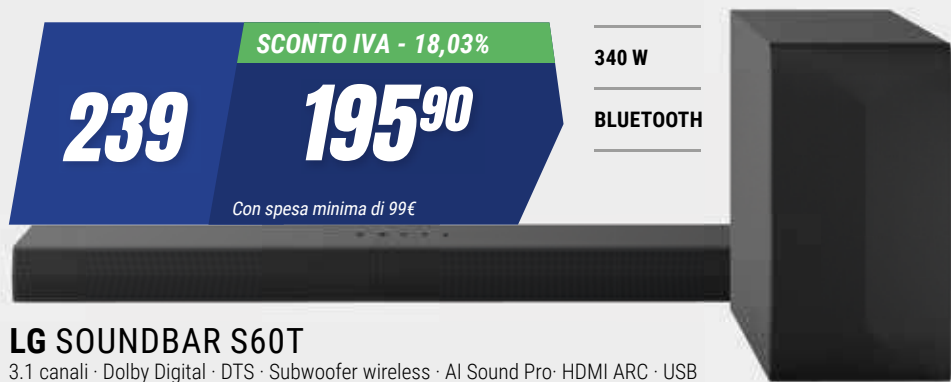 SCONTO IVA - 18,03%
239
19590
Con spesa minima di 99€
340 W
BLUETOOTH
LG SOUNDBAR S60T
3.1 canali · Dolby Digital · DTS · Subwoofer wireless · AI Sound Pro· HDMI ARC · USB